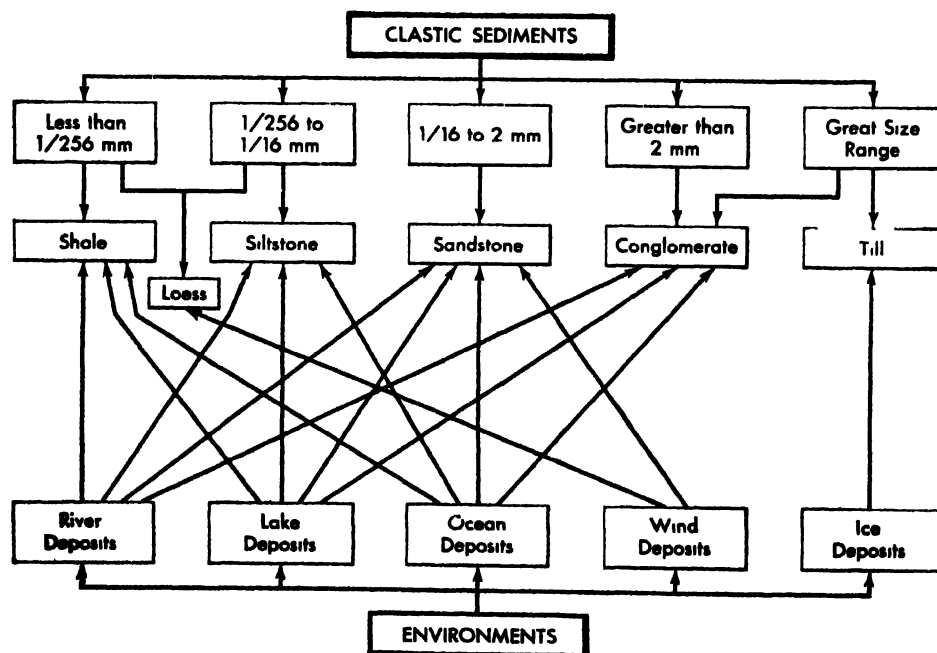 CLASTIC SEDIMENTS
Less than
1/256 mm
1/256 to
1/16 mm
1/16 to 2 mm
Greater than
2 mm
Great Size
Range
Shale
Siltstone
Sandstone
Conglomerate
Till
Loess
River
Deposits
Lake
Deposits
Ocean
Deposits
Wind
Deposits
Ice
Deposits
ENVIRONMENTS